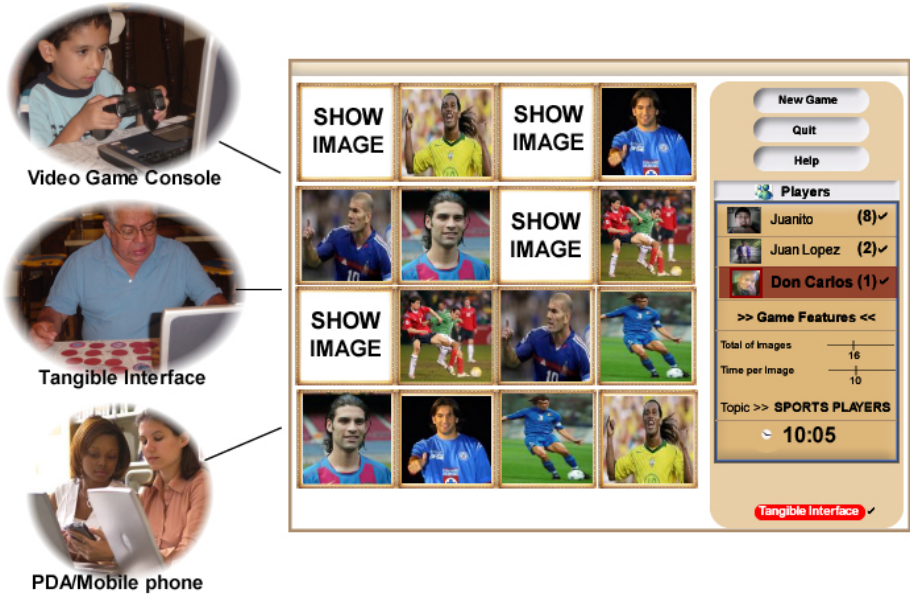 Video Game Console
Tangible Interface
PDA/Mobile phone
SHOW
IMAGE
SHOW
IMAGE
SHOW
IMAGE
SHOW
IMAGE
10
10
New Game
Quit
Help
Players
Juanito (8)✔
Juan Lopez (2)✔
Don Carlos (1)✔
>> Game Features <<
Total of Images
16
Time per Image
10
Topic >> SPORTS PLAYERS
10:05
Tangible Interface ✔